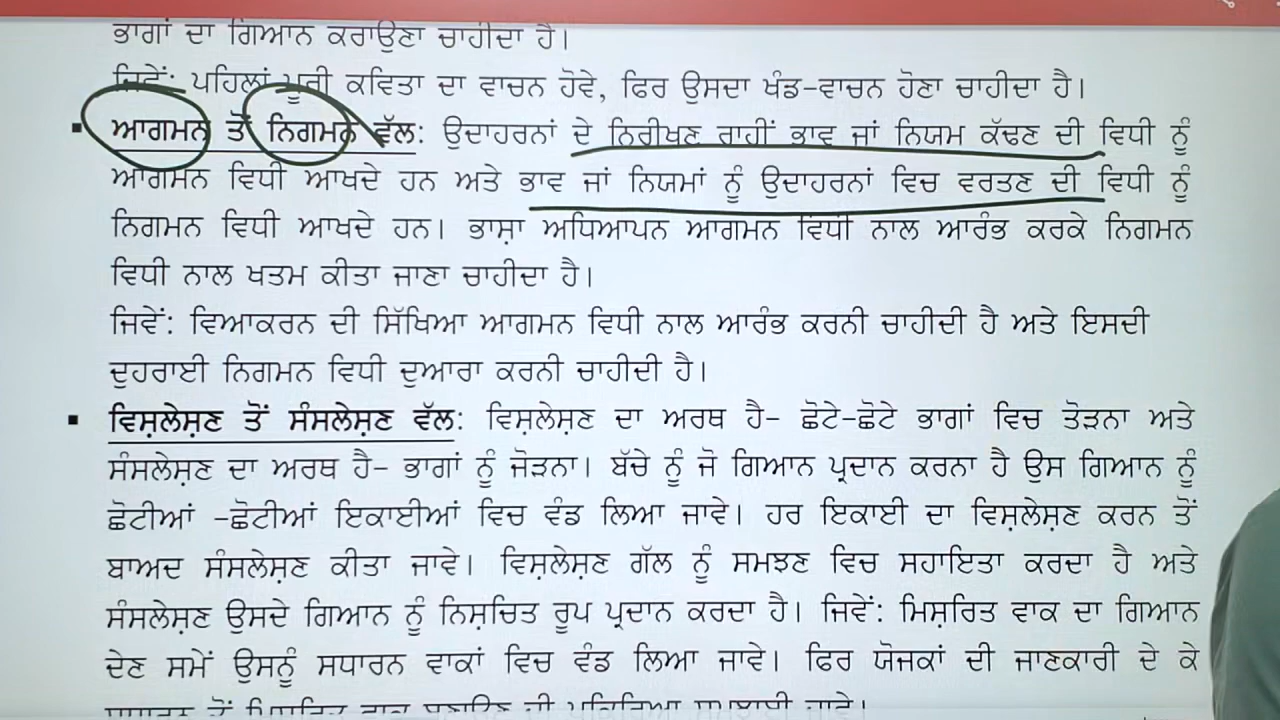 ਭਾਗਾਂ ਦਾ ਗਿਆਨ ਕਰਾਉਣਾ ਚਾਹੀਦਾ ਹੈ।
ਜਿਵੇਂ: ਪਹਿਲਾਂ ਪੂਰੀ ਕਵਿਤਾ ਦਾ ਵਾਚਨ ਹੋਵੇ, ਫਿਰ ਉਸਦਾ ਖੰਡ-ਵਾਚਨ ਹੋਣਾ ਚਾਹੀਦਾ ਹੈ।
▪ ਆਗਮਨ ਤੋਂ ਨਿਗਮਨ ਵੱਲ: ਉਦਾਹਰਨਾਂ ਦੇ ਨਿਰੀਖਣ ਰਾਹੀਂ ਭਾਵ ਜਾਂ ਨਿਯਮ ਕੱਢਣ ਦੀ ਵਿਧੀ ਨੂੰ
ਆਗਮਨ ਵਿਧੀ ਆਖਦੇ ਹਨ ਅਤੇ ਭਾਵ ਜਾਂ ਨਿਯਮਾਂ ਨੂੰ ਉਦਾਹਰਨਾਂ ਵਿਚ ਵਰਤਣ ਦੀ ਵਿਧੀ ਨੂੰ
ਨਿਗਮਨ ਵਿਧੀ ਆਖਦੇ ਹਨ। ਭਾਸ਼ਾ ਅਧਿਆਪਨ ਆਗਮਨ ਵਿਧੀ ਨਾਲ ਆਰੰਭ ਕਰਕੇ ਨਿਗਮਨ
ਵਿਧੀ ਨਾਲ ਖਤਮ ਕੀਤਾ ਜਾਣਾ ਚਾਹੀਦਾ ਹੈ।
ਜਿਵੇਂ: ਵਿਆਕਰਨ ਦੀ ਸਿੱਖਿਆ ਆਗਮਨ ਵਿਧੀ ਨਾਲ ਆਰੰਭ ਕਰਨੀ ਚਾਹੀਦੀ ਹੈ ਅਤੇ ਇਸਦੀ
ਦੁਹਰਾਈ ਨਿਗਮਨ ਵਿਧੀ ਦੁਆਰਾ ਕਰਨੀ ਚਾਹੀਦੀ ਹੈ।
▪ ਵਿਸ਼ਲੇਸ਼ਣ ਤੋਂ ਸੰਸਲੇਸ਼ਣ ਵੱਲ: ਵਿਸ਼ਲੇਸ਼ਣ ਦਾ ਅਰਥ ਹੈ- ਛੋਟੇ-ਛੋਟੇ ਭਾਗਾਂ ਵਿਚ ਤੋੜਨਾ ਅਤੇ
ਸੰਸਲੇਸ਼ਣ ਦਾ ਅਰਥ ਹੈ- ਭਾਗਾਂ ਨੂੰ ਜੋੜਨਾ। ਬੱਚੇ ਨੂੰ ਜੋ ਗਿਆਨ ਪ੍ਰਦਾਨ ਕਰਨਾ ਹੈ ਉਸ ਗਿਆਨ ਨੂੰ
ਛੋਟੀਆਂ -ਛੋਟੀਆਂ ਇਕਾਈਆਂ ਵਿਚ ਵੰਡ ਲਿਆ ਜਾਵੇ। ਹਰ ਇਕਾਈ ਦਾ ਵਿਸ਼ਲੇਸ਼ਣ ਕਰਨ ਤੋਂ
ਬਾਅਦ ਸੰਸਲੇਸ਼ਣ ਕੀਤਾ ਜਾਵੇ। ਵਿਸ਼ਲੇਸ਼ਣ ਗੱਲ ਨੂੰ ਸਮਝਣ ਵਿਚ ਸਹਾਇਤਾ ਕਰਦਾ ਹੈ ਅਤੇ
ਸੰਸਲੇਸ਼ਣ ਉਸਦੇ ਗਿਆਨ ਨੂੰ ਨਿਸ਼ਚਿਤ ਰੂਪ ਪ੍ਰਦਾਨ ਕਰਦਾ ਹੈ। ਜਿਵੇਂ: ਮਿਸ਼ਰਿਤ ਵਾਕ ਦਾ ਗਿਆਨ
ਦੇਣ ਸਮੇਂ ਉਸਨੂੰ ਸਧਾਰਨ ਵਾਕਾਂ ਵਿਚ ਵੰਡ ਲਿਆ ਜਾਵੇ। ਫਿਰ ਯੋਜਕਾਂ ਦੀ ਜਾਣਕਾਰੀ ਦੇ ਕੇ